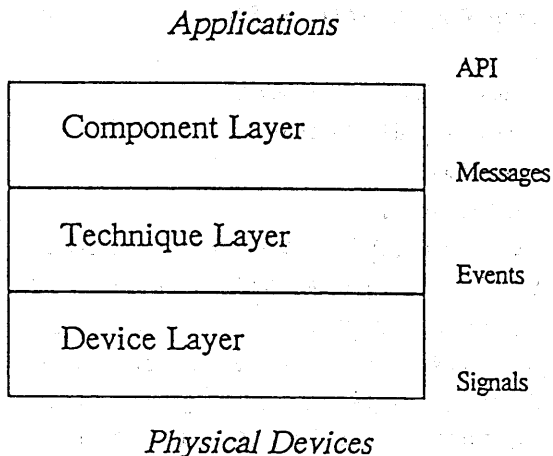 Applications
API
Component Layer
Messages
Technique Layer
Events
Device Layer
Signals
Physical Devices